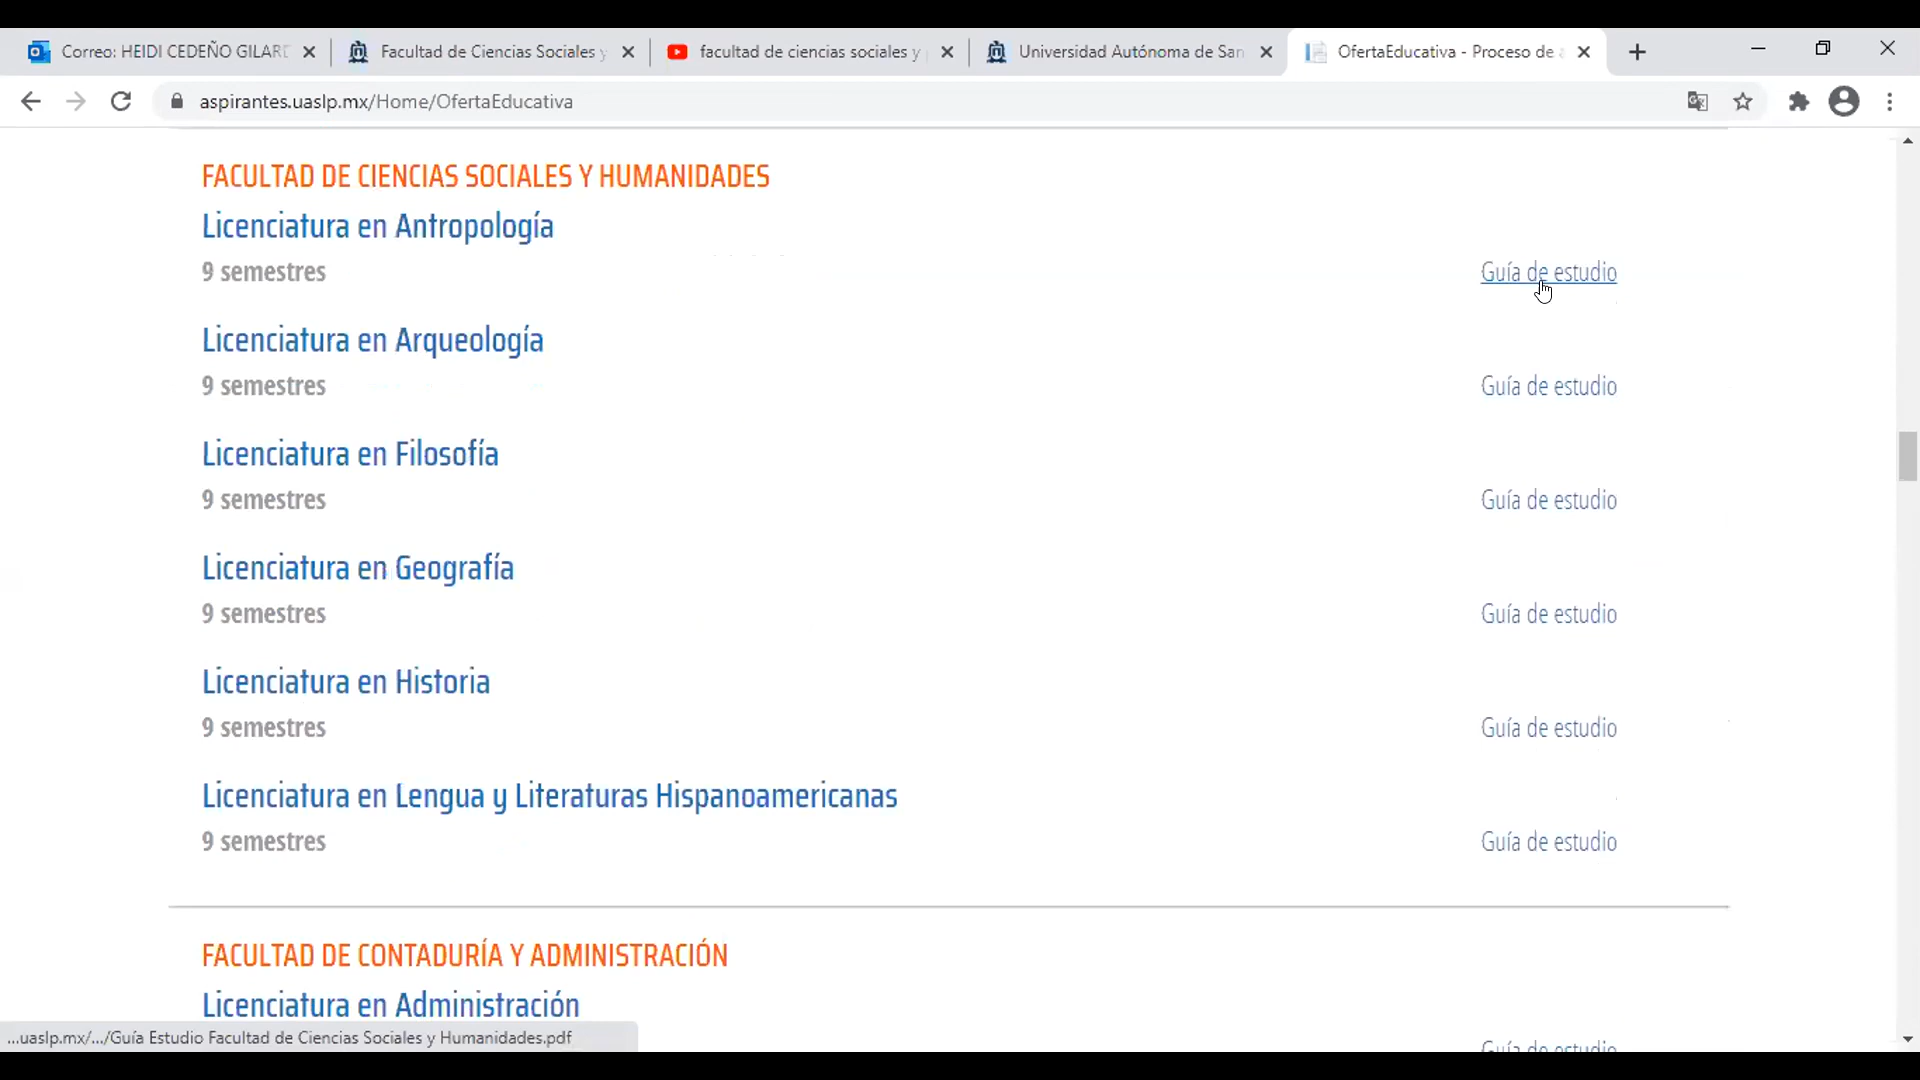 Correo: HEIDI CEDEÑO GILARD
Facultad de Ciencias Sociales y
facultad de ciencias sociales y
Universidad Autónoma de San
OfertaEducativa - Proceso de a
aspirantes.uaslp.mx/Home/OfertaEducativa
FACULTAD DE CIENCIAS SOCIALES Y HUMANIDADES
Licenciatura en Antropología
9 semestres
Guía de estudio
Licenciatura en Arqueología
9 semestres
Guía de estudio
Licenciatura en Filosofía
9 semestres
Guía de estudio
Licenciatura en Geografía
9 semestres
Guía de estudio
Licenciatura en Historia
9 semestres
Guía de estudio
Licenciatura en Lengua y Literaturas Hispanoamericanas
9 semestres
Guía de estudio
FACULTAD DE CONTADURÍA Y ADMINISTRACIÓN
Licenciatura en Administración
Guía de estudio
...uaslp.mx/.../Guía Estudio Facultad de Ciencias Sociales y Humanidades.pdf